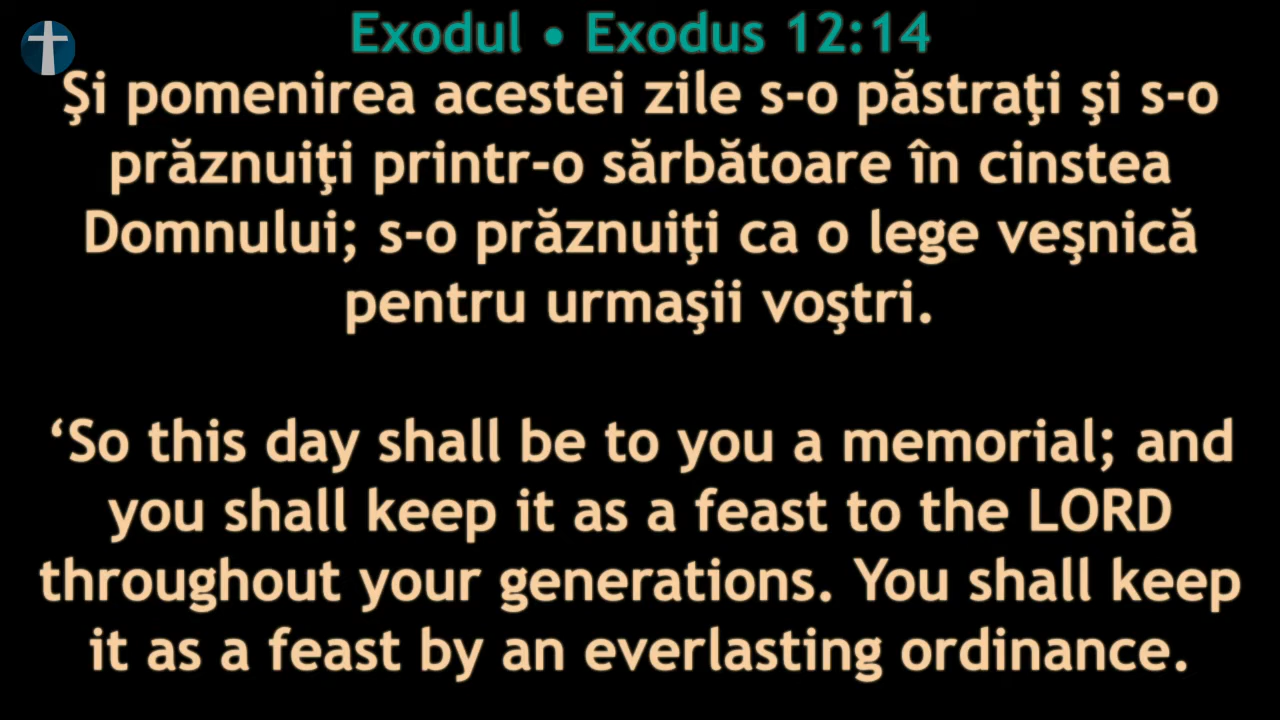 Exodul • Exodus 12:14
Şi pomenirea acestei zile s-o păstraţi şi s-o
prăznuiţi printr-o sărbătoare în cinstea
Domnului; s-o prăznuiţi ca o lege veşnică
pentru urmaşii voştri.
‘So this day shall be to you a memorial; and
you shall keep it as a feast to the LORD
throughout your generations. You shall keep
it as a feast by an everlasting ordinance.